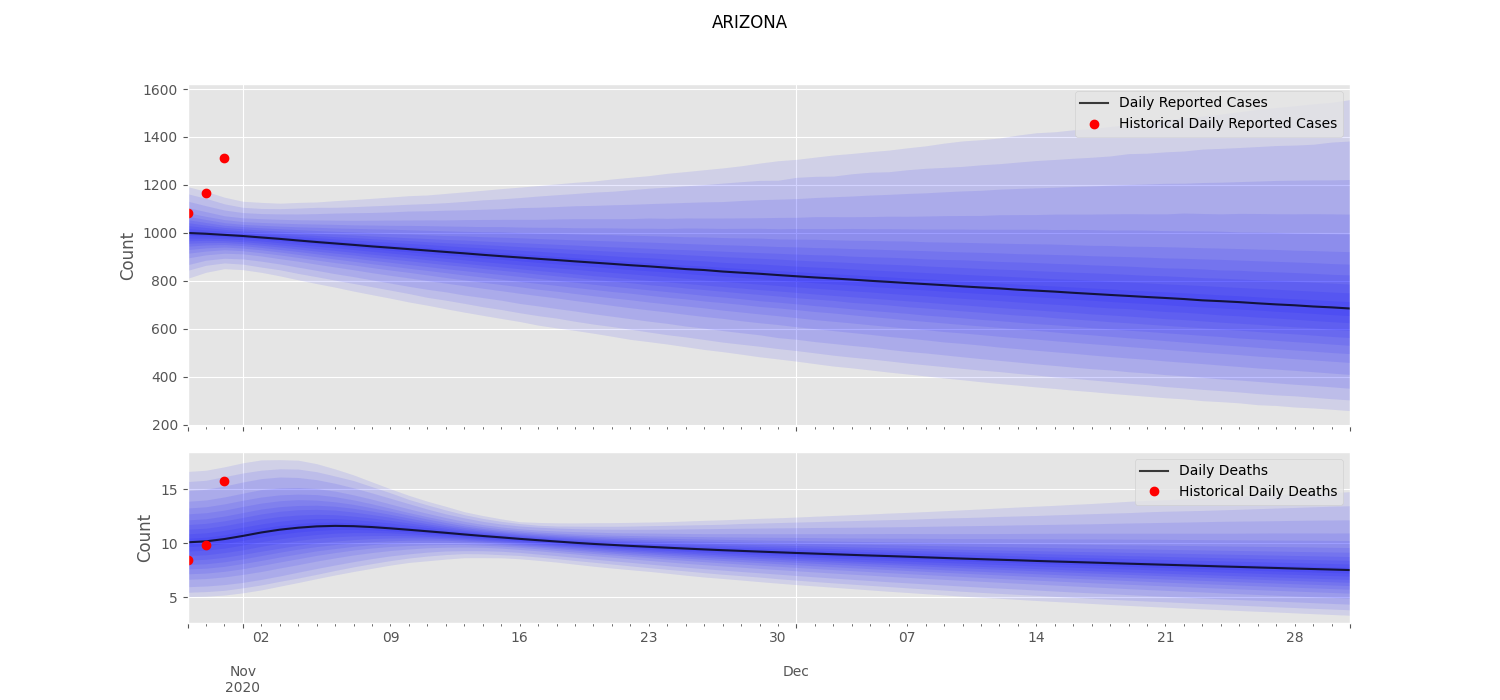 ARIZONA
1600
1400
1200
1000
800
600
400
200
Count
Daily Reported Cases
Historical Daily Reported Cases
15
10
5
Count
Daily Deaths
Historical Daily Deaths
02 09 16 23 30 07 14 21 28
Nov Dec
2020